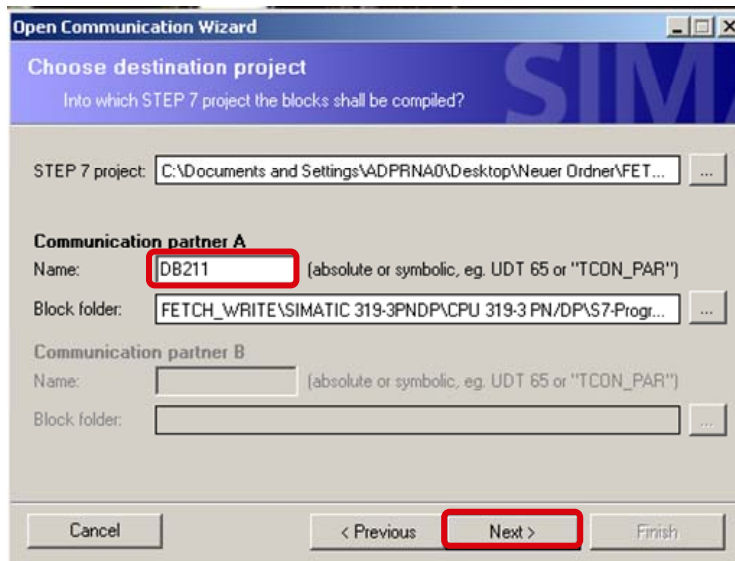 Open Communication Wizard
Choose destination project
SIMA
Into which STEP 7 project the blocks shall be compiled?
STEP 7 project: C:\Documents and Settings\ADPRNA0\Desktop\Neuer Ordner\FET... ...
Communication partner A
Name: DB211 (absolute or symbolic, eg. UDT 65 or "TCON_PAR")
Block folder: FETCH_WRITE\SIMATIC 319-3PNDP\CPU 319-3 PN/DP\S7-Progr... ...
Communication partner B
Name: (absolute or symbolic, eg. UDT 65 or "TCON_PAR")
Block folder: ...
Cancel < Previous Next > Finish